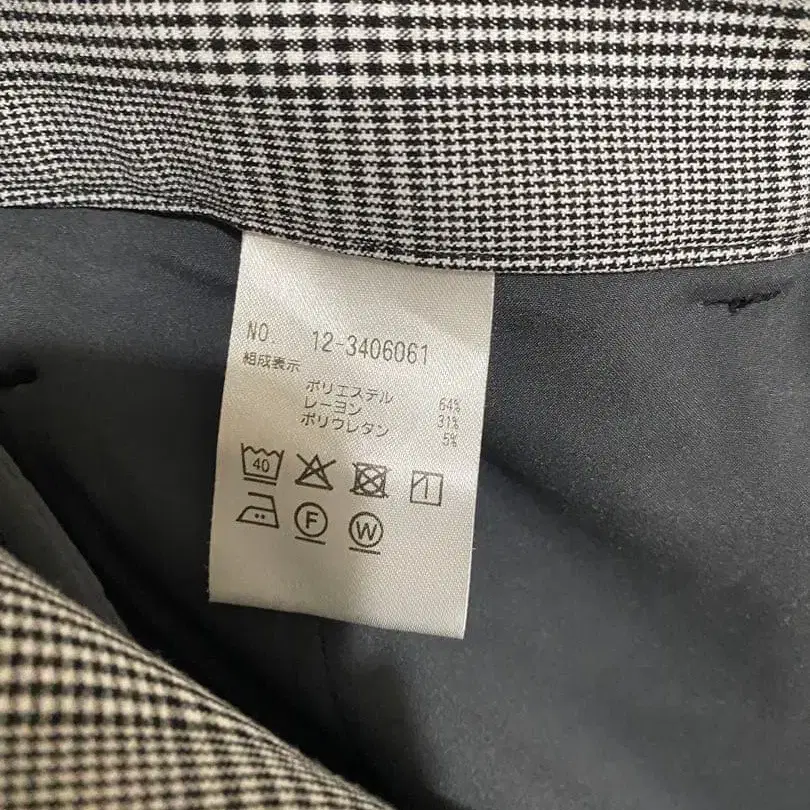 NO. 12-3406061
組成表示
ポリエステル 64%
レーヨン 31%
ポリウレタン 5%
40
F W